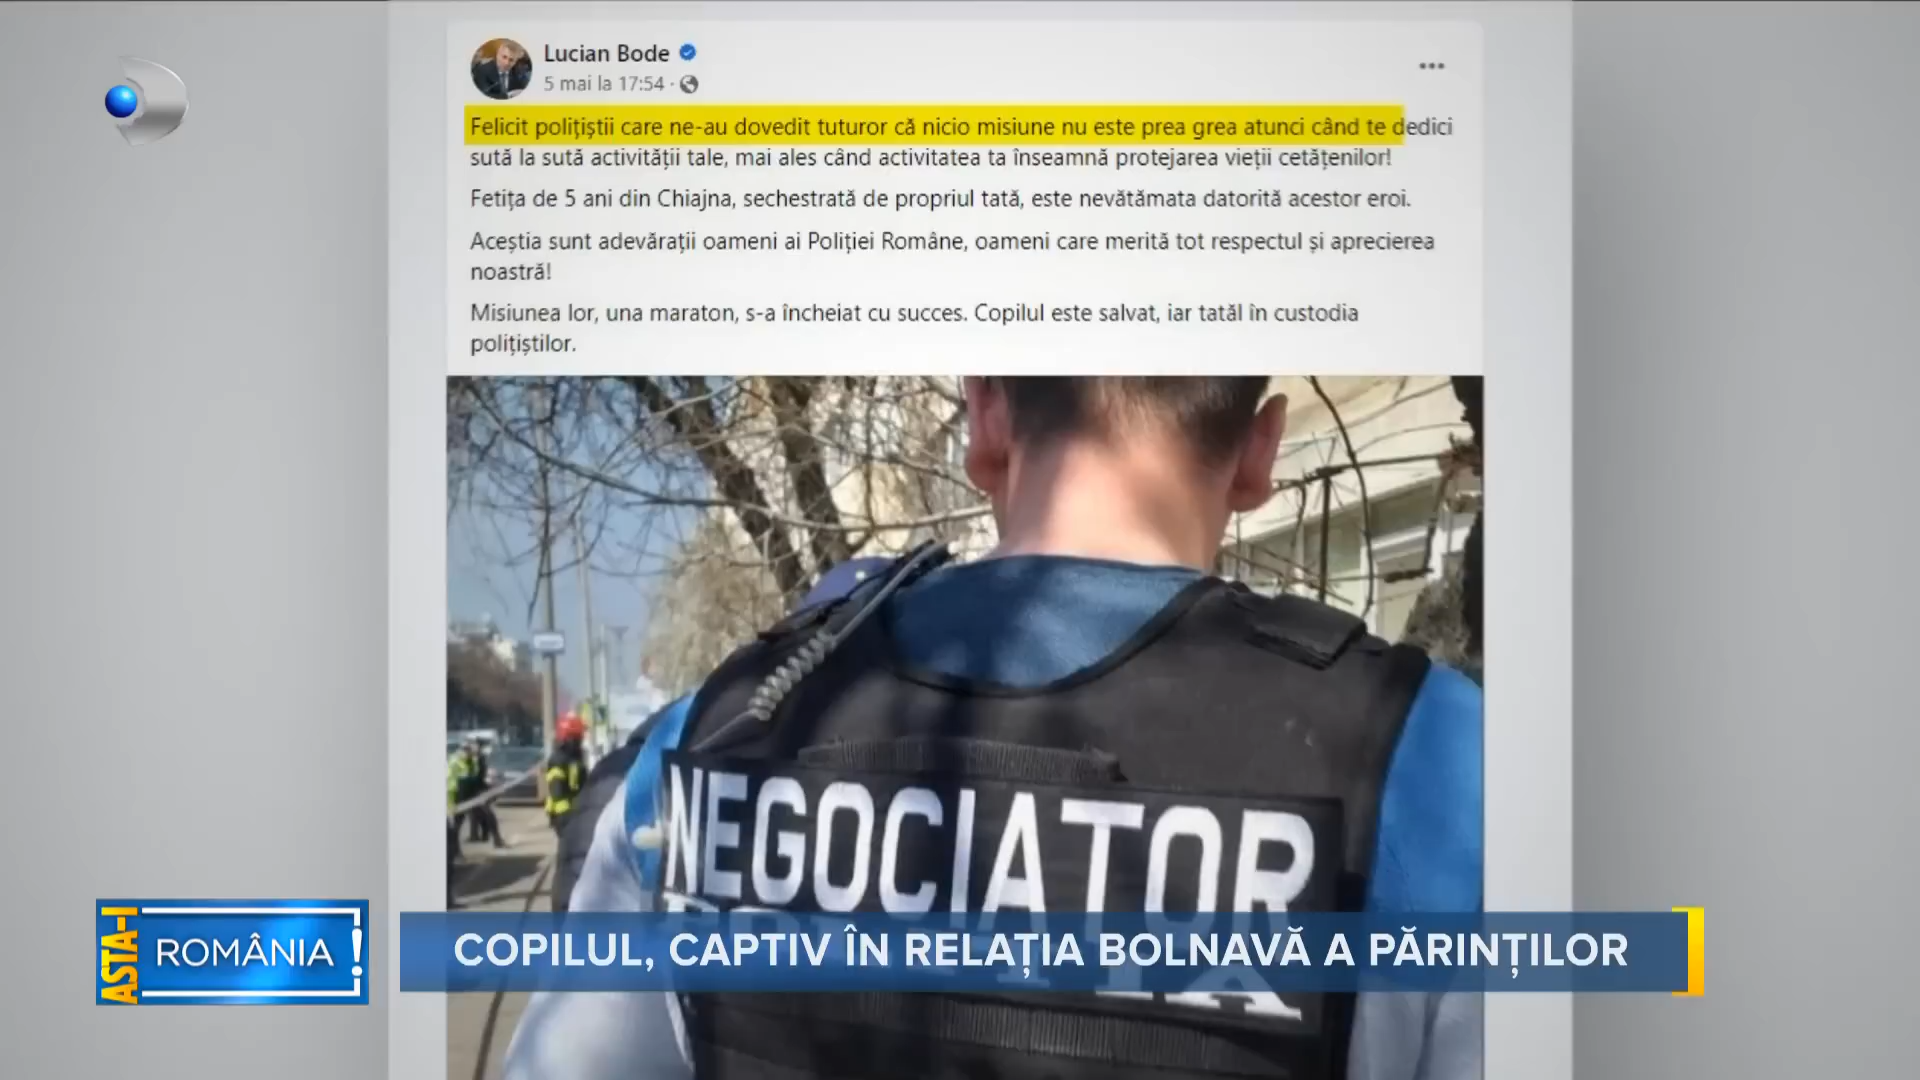 Lucian Bode
5 mai la 17:54
Felicit polițiștii care ne-au dovedit tuturor că nicio misiune nu este prea grea atunci când te dedici
sută la sută activității tale, mai ales când activitatea ta înseamnă protejarea vieții cetățenilor!
Fetița de 5 ani din Chiajna, sechestrată de propriul tată, este nevătămata datorită acestor eroi.
Aceștia sunt adevărații oameni ai Poliției Române, oameni care merită tot respectul și aprecierea
noastră!
Misiunea lor, una maraton, s-a încheiat cu succes. Copilul este salvat, iar tatăl în custodia
polițiștilor.
NEGOCIATOR
ASTA-I
ROMÂNIA!
COPILUL, CAPTIV ÎN RELAȚIA BOLNAVĂ A PĂRINȚILOR